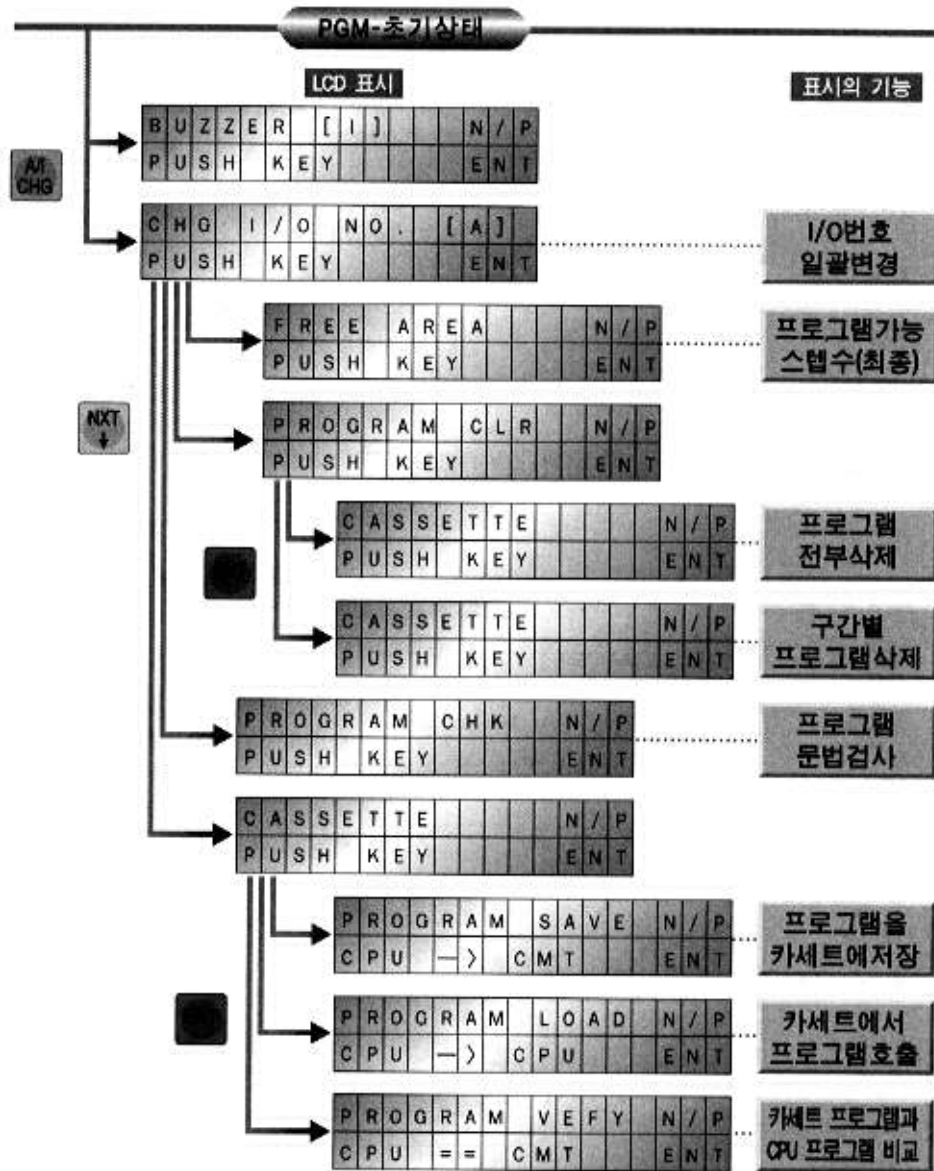 PGM-초기상태
LCD 표시
표시의 기능
A/I
CHG
BUZZER [I] N/P
PUSH KEY ENT
CHG I/O NO. [A]
PUSH KEY ENT
I/O번호
일괄변경
FREE AREA N/P
PUSH KEY ENT
프로그램가능
스텝수(최종)
NXT
↓
PROGRAM CLR N/P
PUSH KEY ENT
CASSETTE N/P
PUSH KEY ENT
프로그램
전부삭제
CASSETTE N/P
PUSH KEY ENT
구간별
프로그램삭제
PROGRAM CHK N/P
PUSH KEY ENT
프로그램
문법검사
CASSETTE N/P
PUSH KEY ENT
PROGRAM SAVE N/P
CPU —> CMT ENT
프로그램을
카세트에저장
PROGRAM LOAD N/P
CPU —> CPU ENT
카세트에서
프로그램호출
PROGRAM VEFY N/P
CPU == CMT ENT
카세트 프로그램과
CPU 프로그램 비교